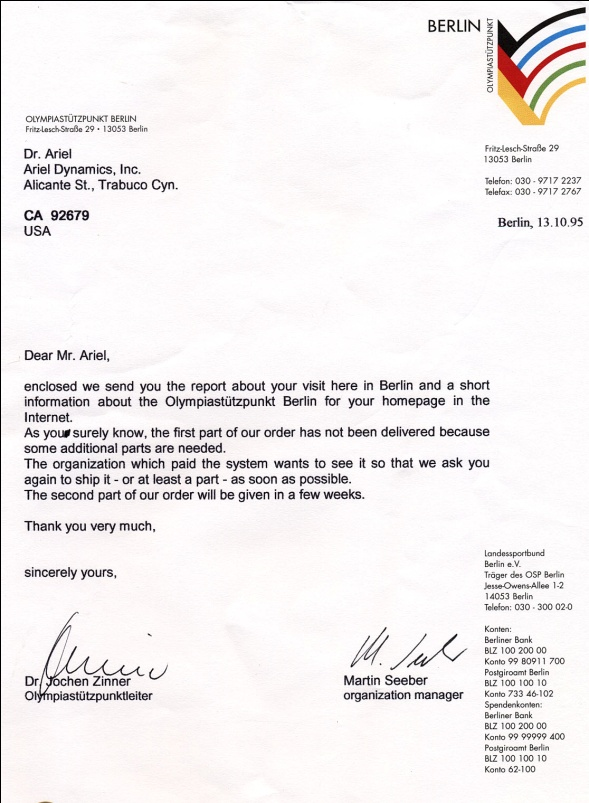 BERLIN
OLYMPIASTÜTZPUNKT
OLYMPIASTÜTZPUNKT BERLIN
Fritz-Lesch-Straße 29 • 13053 Berlin
Dr. Ariel
Ariel Dynamics, Inc.
Alicante St., Trabuco Cyn.
CA 92679
USA
Fritz-Lesch-Straße 29
13053 Berlin
Telefon: 030 - 9717 2237
Telefax: 030 - 9717 2767
Berlin, 13.10.95
Dear Mr. Ariel,
enclosed we send you the report about your visit here in Berlin and a short
information about the Olympiastützpunkt Berlin for your homepage in the
Internet.
As you surely know, the first part of our order has not been delivered because
some additional parts are needed.
The organization which paid the system wants to see it so that we ask you
again to ship it - or at least a part - as soon as possible.
The second part of our order will be given in a few weeks.
Thank you very much,
sincerely yours,
Dr. Jochen Zinner
Olympiastützpunktleiter
M. Seeber
Martin Seeber
organization manager
Landessportbund
Berlin e.V.
Träger des OSP Berlin
Jesse-Owens-Allee 1-2
14053 Berlin
Telefon: 030 - 300 02-0
Konten:
Berliner Bank
BLZ 100 200 00
Konto 99 80911 700
Postgiroamt Berlin
BLZ 100 100 10
Konto 733 46-102
Spendenkonten:
Berliner Bank
BLZ 100 200 00
Konto 99 99999 400
Postgiroamt Berlin
BLZ 100 100 10
Konto 62-100